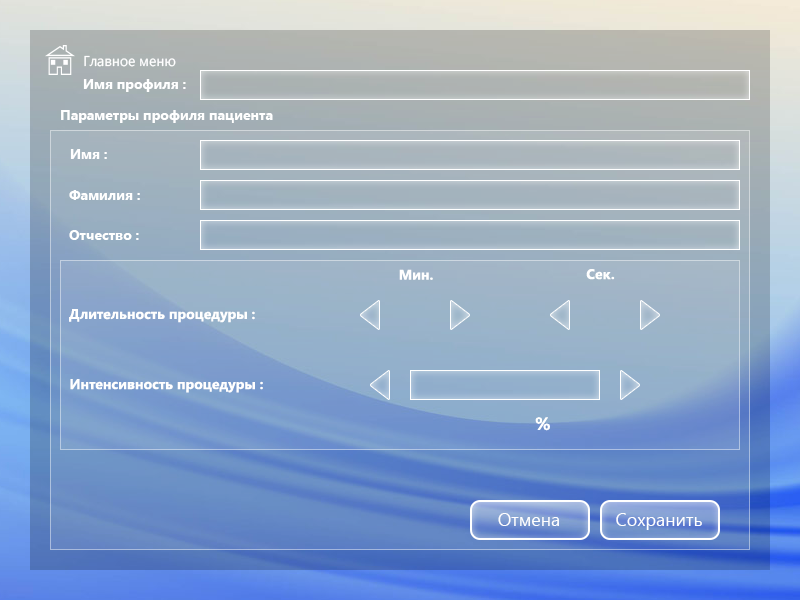 Главное меню
Имя профиля :
Параметры профиля пациента
Имя :
Фамилия :
Отчество :
Мин. Сек.
Длительность процедуры :
Интенсивность процедуры :
%
Отмена Сохранить